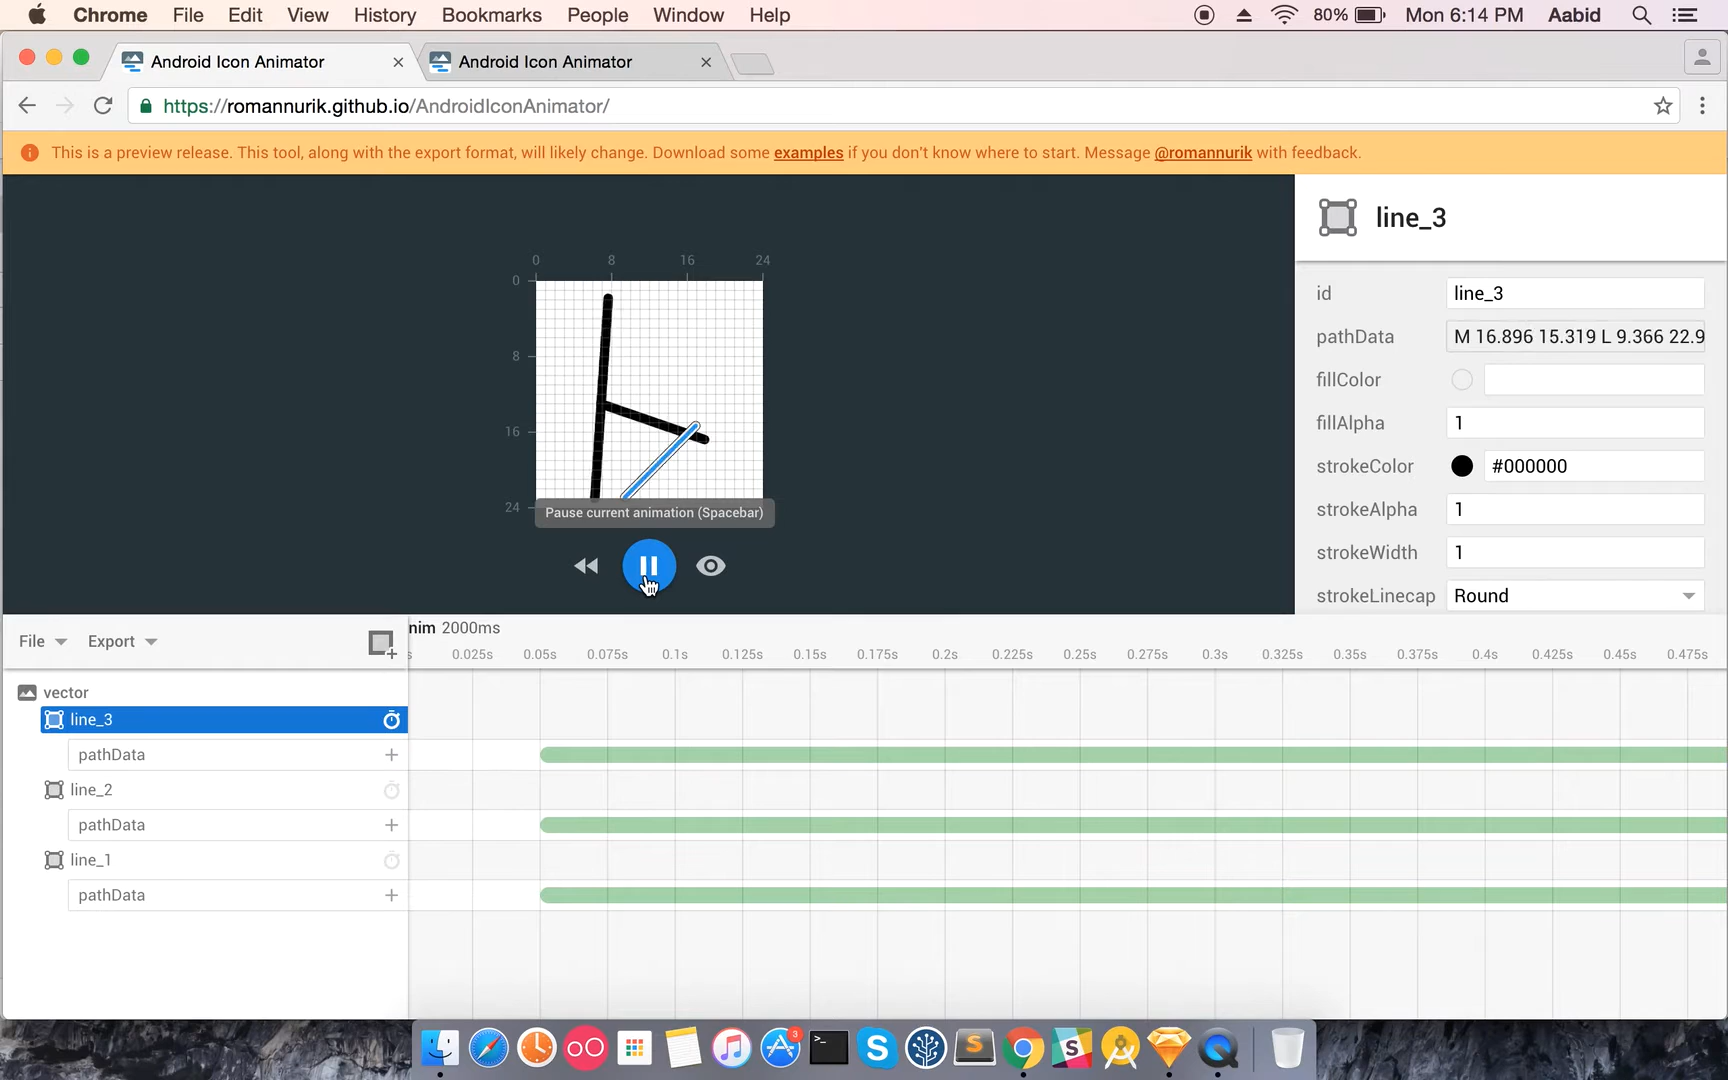 Chrome File Edit View History Bookmarks People Window Help 80% Mon 6:14 PM Aabid
Android Icon Animator
Android Icon Animator
https://romannurik.github.io/AndroidIconAnimator/
This is a preview release. This tool, along with the export format, will likely change. Download some examples if you don't know where to start. Message @romannurik with feedback.
line_3
0 8 16 24
0
8
16
24
id line_3
pathData M 16.896 15.319 L 9.366 22.9
fillColor
fillAlpha 1
strokeColor #000000
strokeAlpha 1
strokeWidth 1
strokeLinecap Round
Pause current animation (Spacebar)
File Export
nim 2000ms
s 0.025s 0.05s 0.075s 0.1s 0.125s 0.15s 0.175s 0.2s 0.225s 0.25s 0.275s 0.3s 0.325s 0.35s 0.375s 0.4s 0.425s 0.45s 0.475s
vector
line_3
pathData
line_2
pathData
line_1
pathData
3